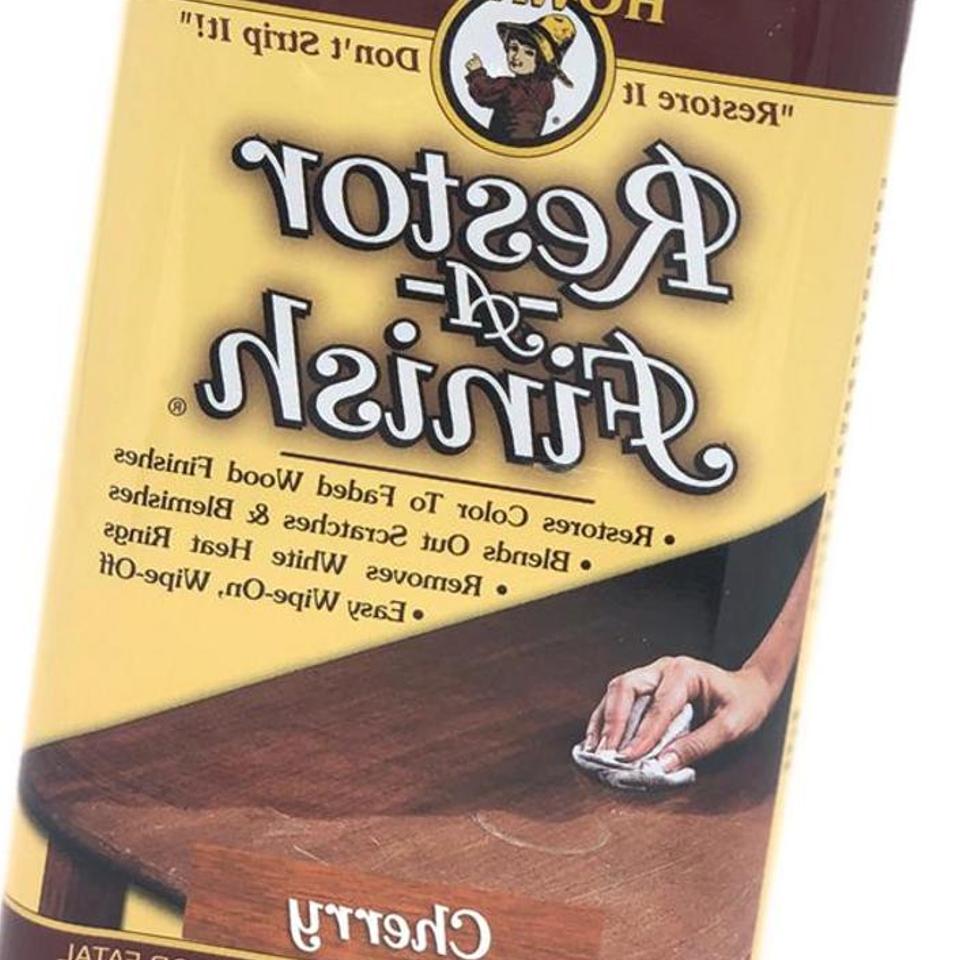 "Restore It Don't Strip It!"
Restor
-A-
Finish®
• Restores Color To Faded Wood Finishes
• Blends Out Scratches & Blemishes
• Removes White Heat Rings
• Easy Wipe-On, Wipe-Off
Cherry